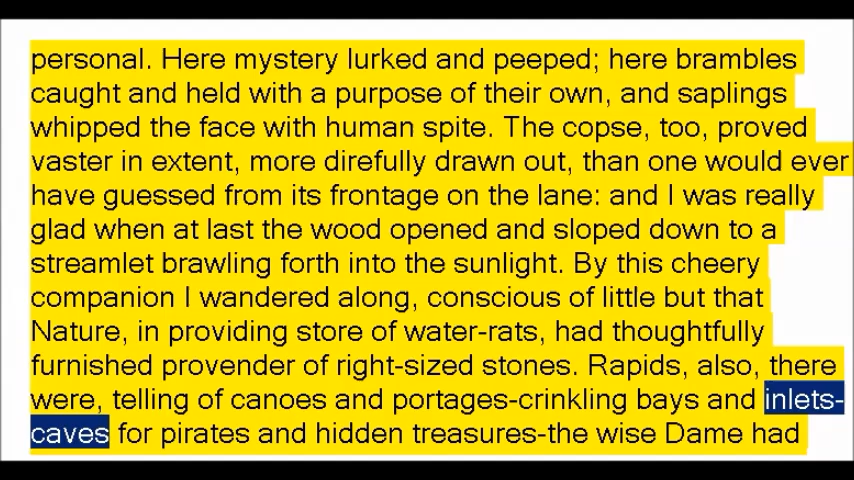 personal. Here mystery lurked and peeped; here brambles
caught and held with a purpose of their own, and saplings
whipped the face with human spite. The copse, too, proved
vaster in extent, more direfully drawn out, than one would ever
have guessed from its frontage on the lane: and I was really
glad when at last the wood opened and sloped down to a
streamlet brawling forth into the sunlight. By this cheery
companion I wandered along, conscious of little but that
Nature, in providing store of water-rats, had thoughtfully
furnished provender of right-sized stones. Rapids, also, there
were, telling of canoes and portages-crinkling bays and inlets-
caves for pirates and hidden treasures-the wise Dame had